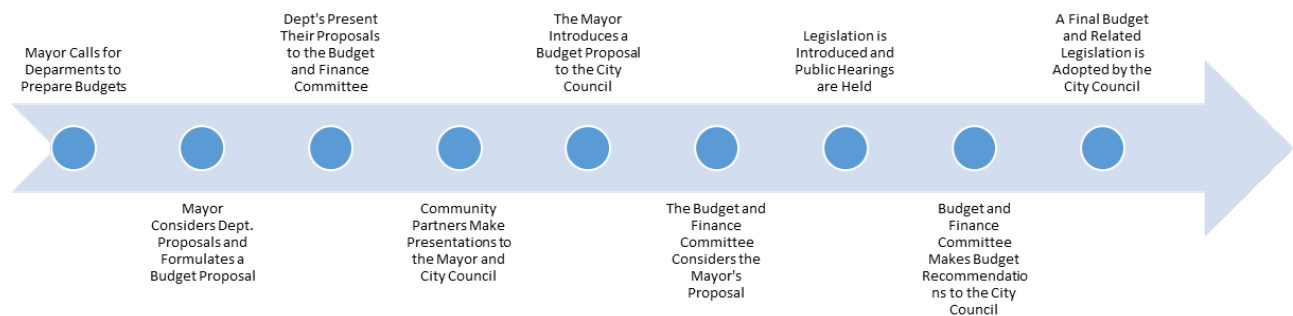 Mayor Calls for
Deparments to
Prepare Budgets
Mayor
Considers Dept.
Proposals and
Formulates a
Budget Proposal
Dept's Present
Their Proposals
to the Budget
and Finance
Committee
Community
Partners Make
Presentations to
the Mayor and
City Council
The Mayor
Introduces a
Budget Proposal
to the City
Council
The Budget and
Finance
Committee
Considers the
Mayor's
Proposal
Legislation is
Introduced and
Public Hearings
are Held
Budget and
Finance
Committee
Makes Budget
Recommendatio
ns to the City
Council
A Final Budget
and Related
Legislation is
Adopted by the
City Council